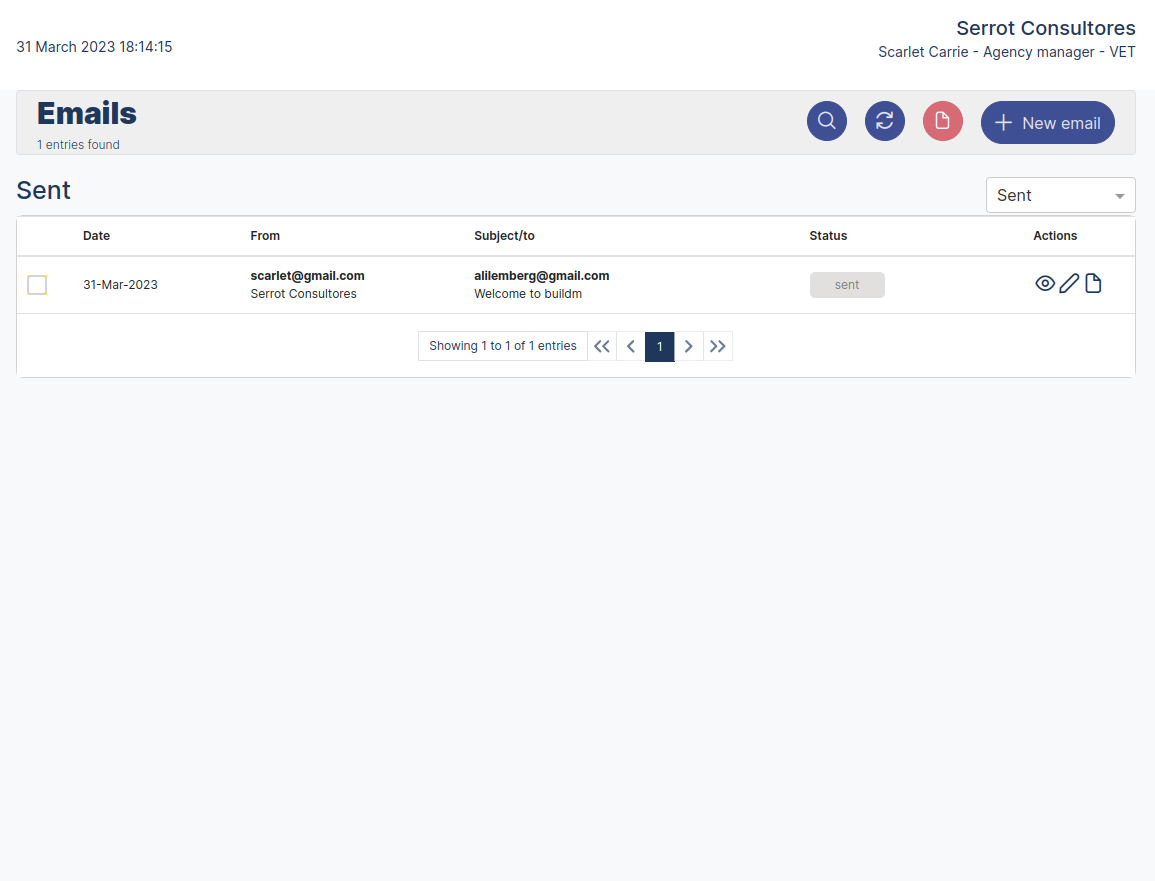 Serrot Consultores
31 March 2023 18:14:15
Scarlet Carrie - Agency manager - VET
Emails
1 entries found
New email
Sent
Sent
Date From Subject/to Status Actions
scarlet@gmail.com alilemberg@gmail.com
31-Mar-2023 sent
Serrot Consultores Welcome to buildm
Showing 1 to 1 of 1 entries 1